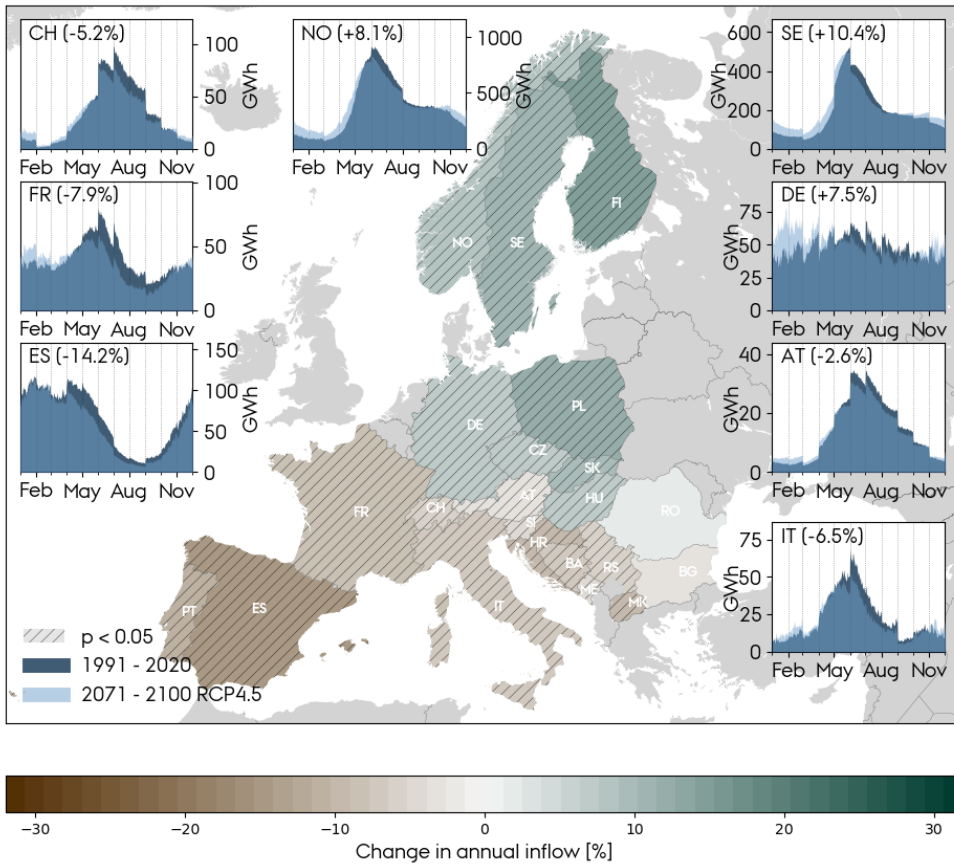 CH (-5.2%)
100
50
0
GWh
Feb May Aug Nov
NO (+8.1%)
1000
500
0
GWh
Feb May Aug Nov
SE (+10.4%)
600
400
200
0
GWh
Feb May Aug Nov
FR (-7.9%)
100
50
0
GWh
Feb May Aug Nov
DE (+7.5%)
75
50
25
0
GWh
Feb May Aug Nov
ES (-14.2%)
150
100
50
0
GWh
Feb May Aug Nov
AT (-2.6%)
40
20
0
GWh
Feb May Aug Nov
IT (-6.5%)
75
50
25
0
GWh
Feb May Aug Nov
NO
SE
FI
PL
DE
CZ
SK
HU
AT
CH
SI
HR
BA
RS
ME
MK
RO
BG
FR
IT
ES
PT
p < 0.05
1991 - 2020
2071 - 2100 RCP4.5
−30 −20 −10 0 10 20 30
Change in annual inflow [%]